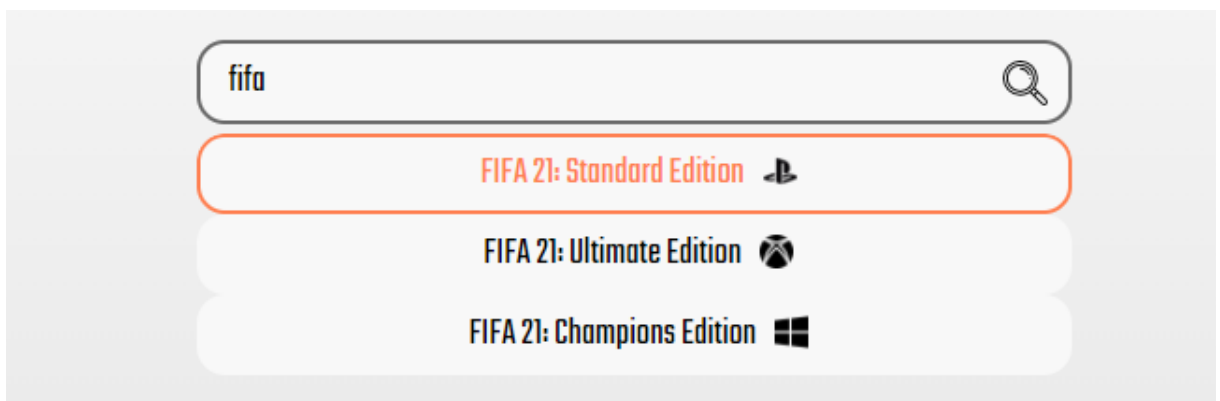 fifa
FIFA 21: Standard Edition
FIFA 21: Ultimate Edition
FIFA 21: Champions Edition